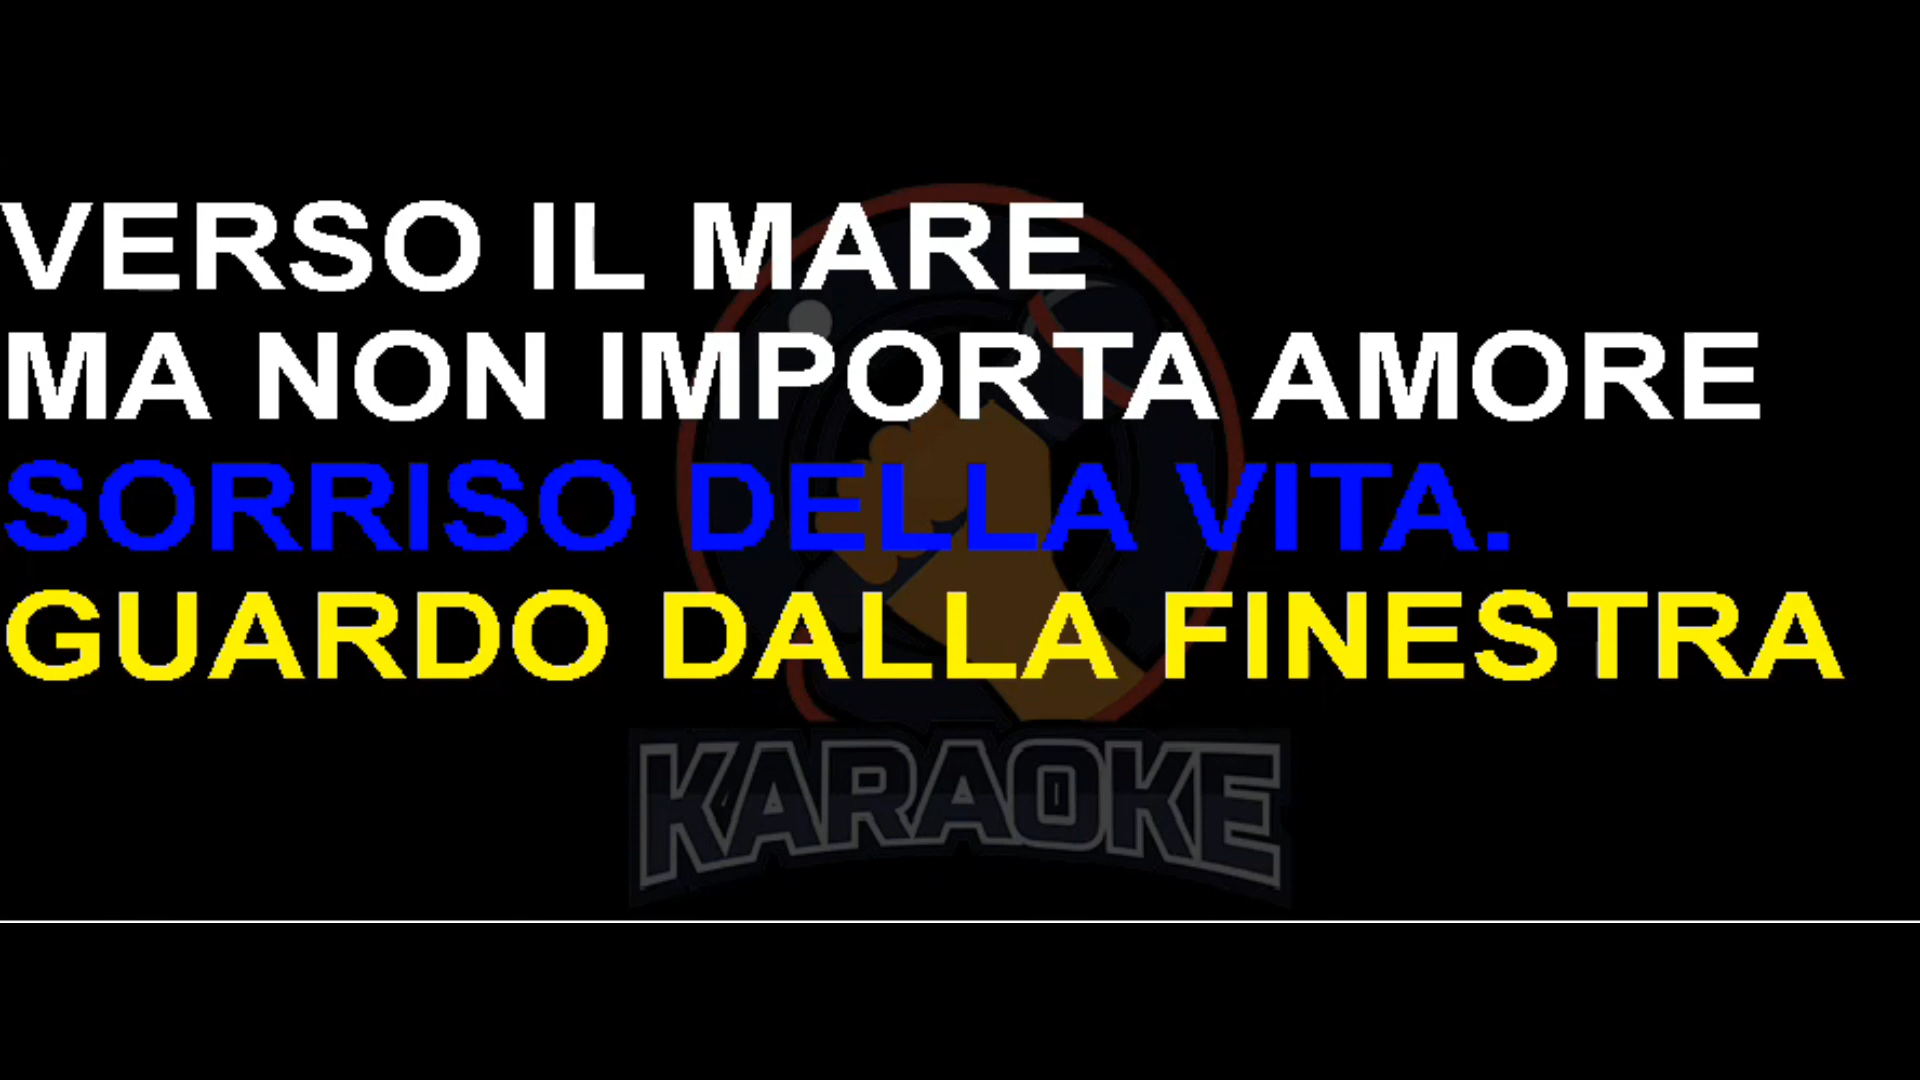 VERSO IL MARE
MA NON IMPORTA AMORE
SORRISO DELLA VITA.
GUARDO DALLA FINESTRA
KARAOKE